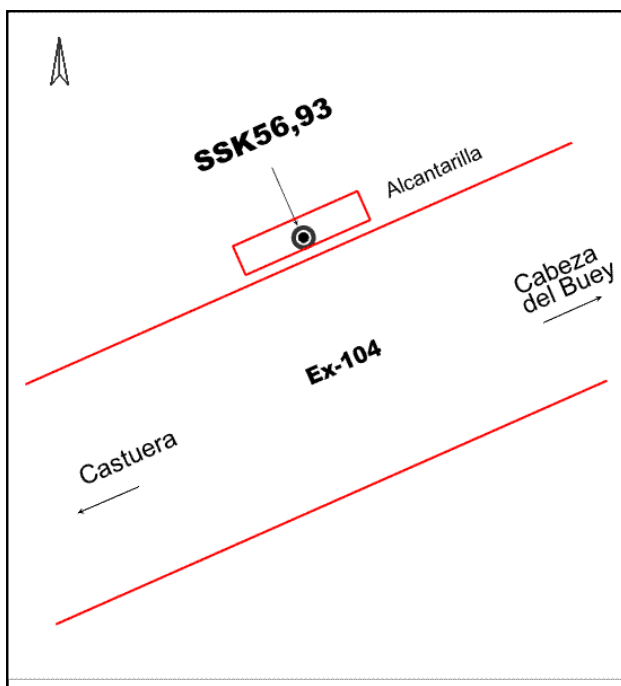 SSK56,93
Alcantarilla
Cabeza
del Buey
Ex-104
Castuera